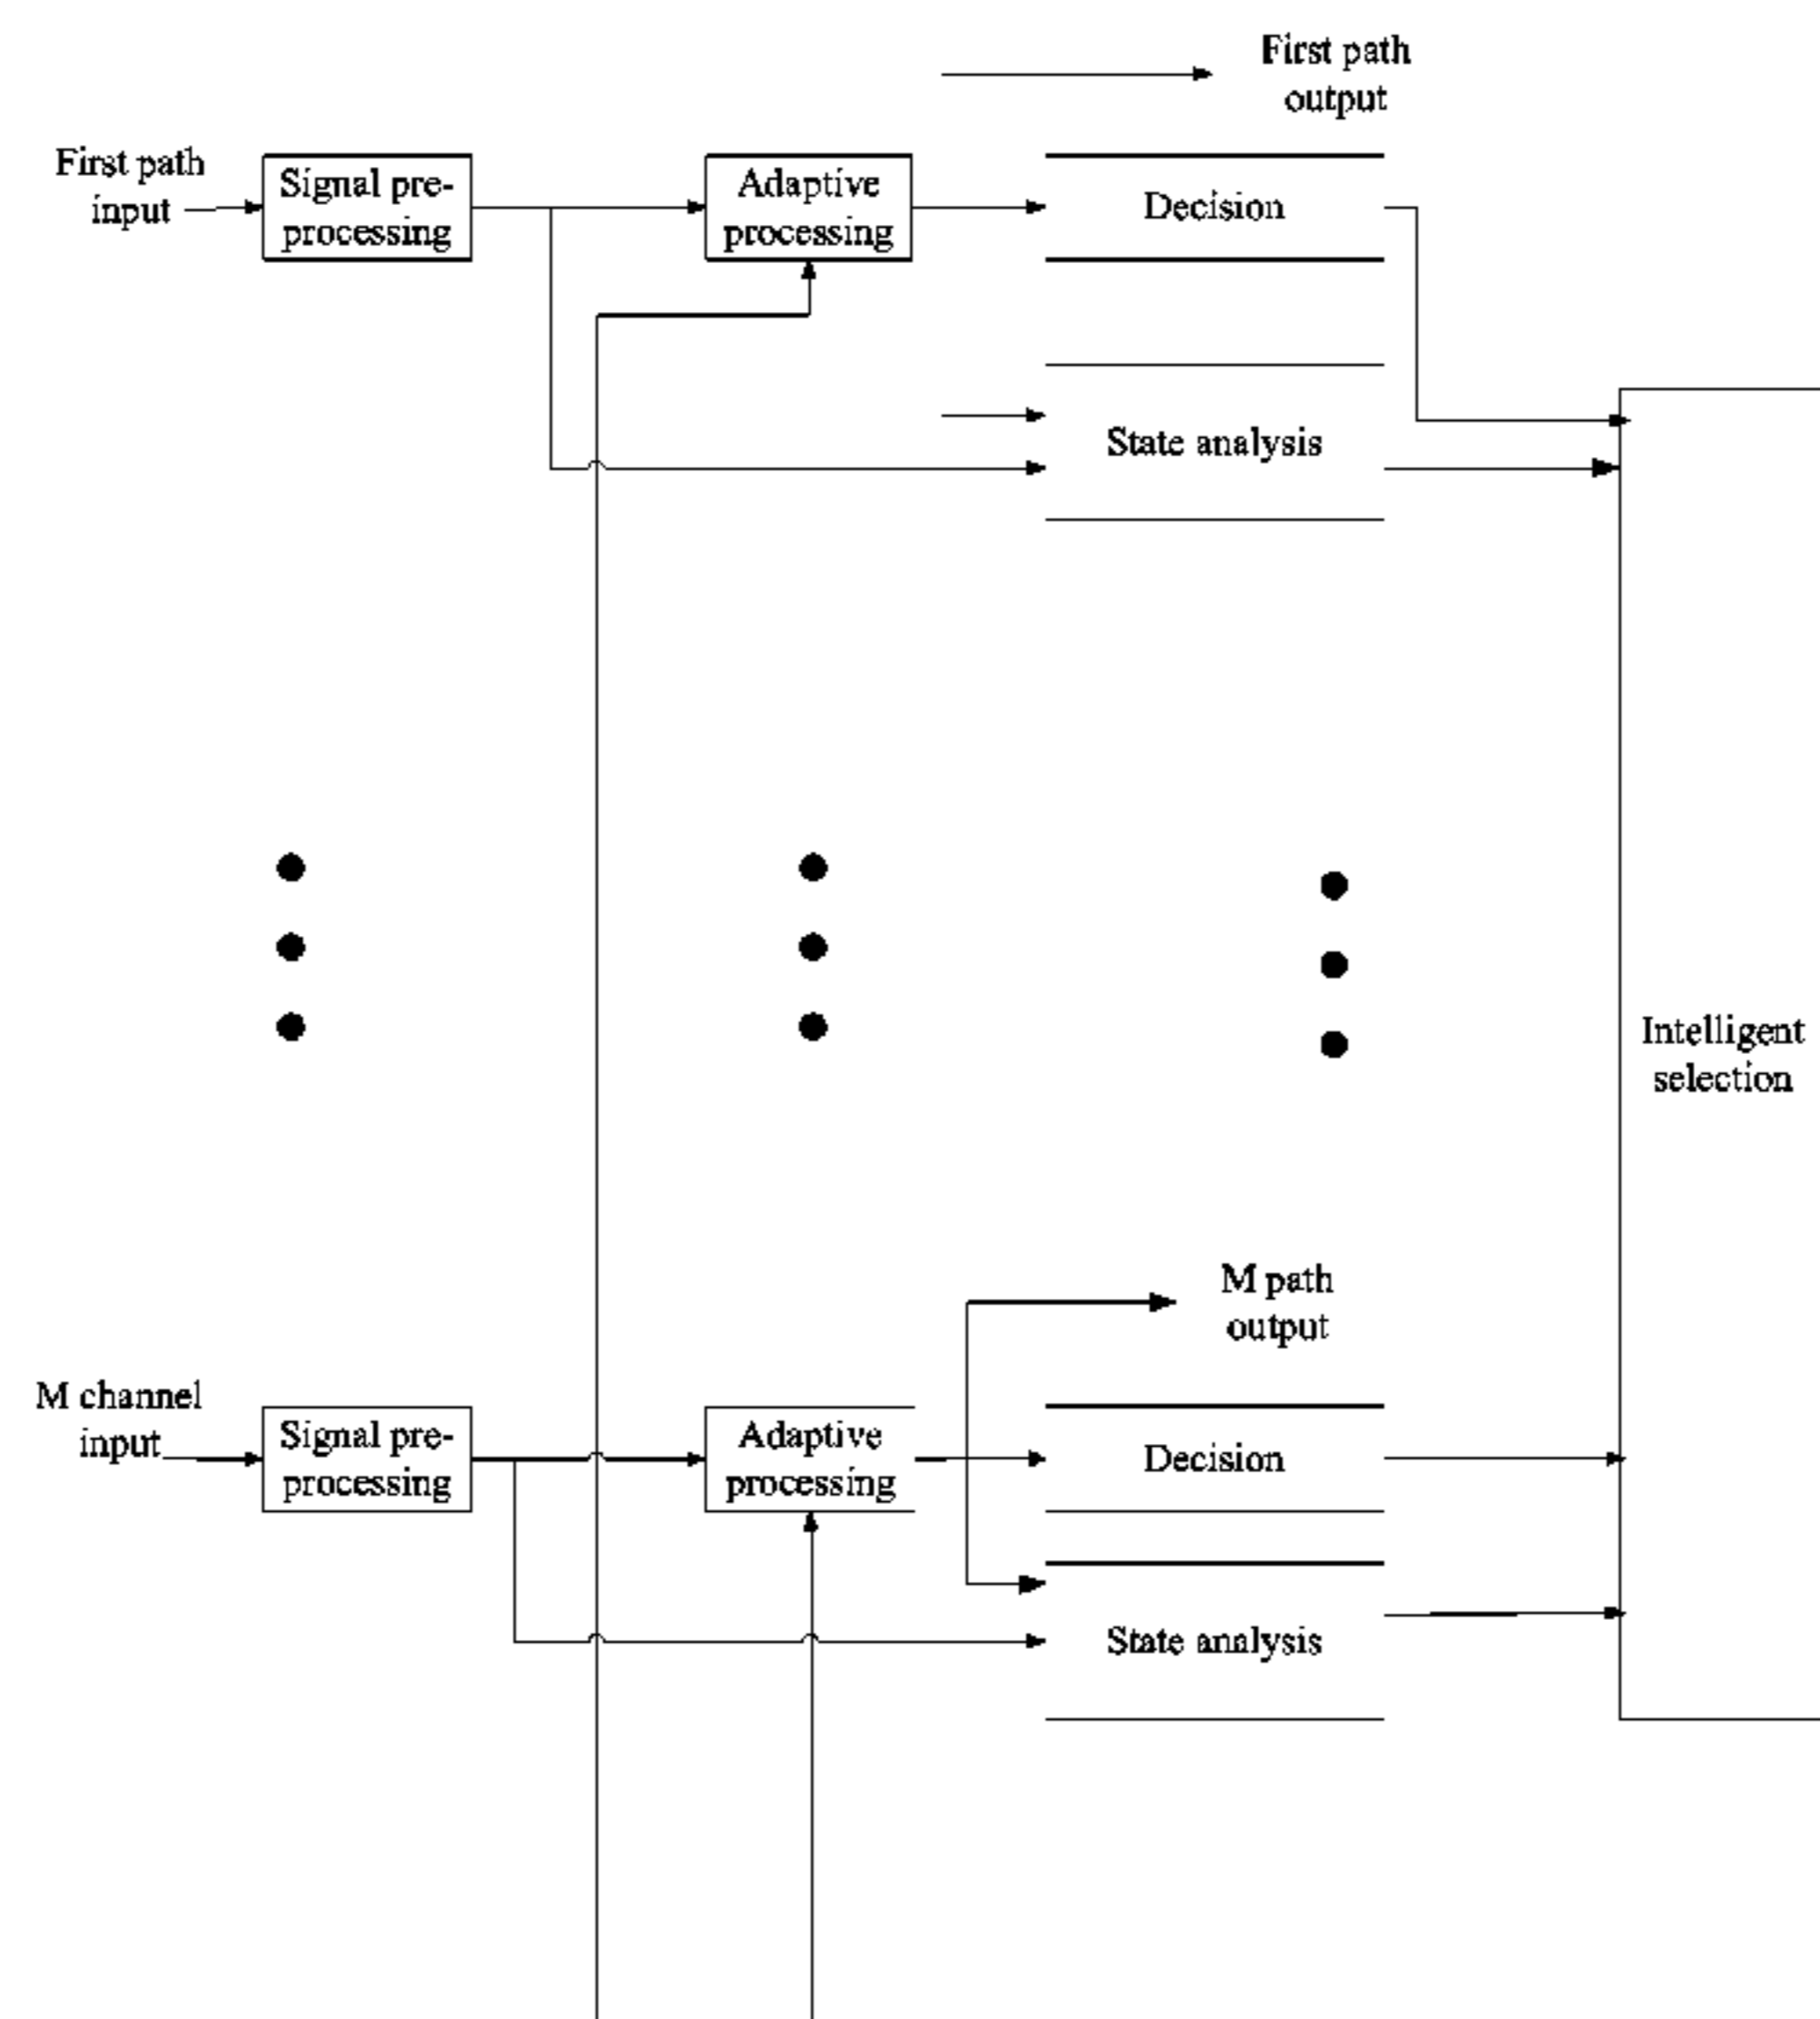 First path
output
First path
input
Signal pre-
processing
Adaptive
processing
Decision
State analysis
Intelligent
selection
M path
output
M channel
input
Signal pre-
processing
Adaptive
processing
Decision
State analysis